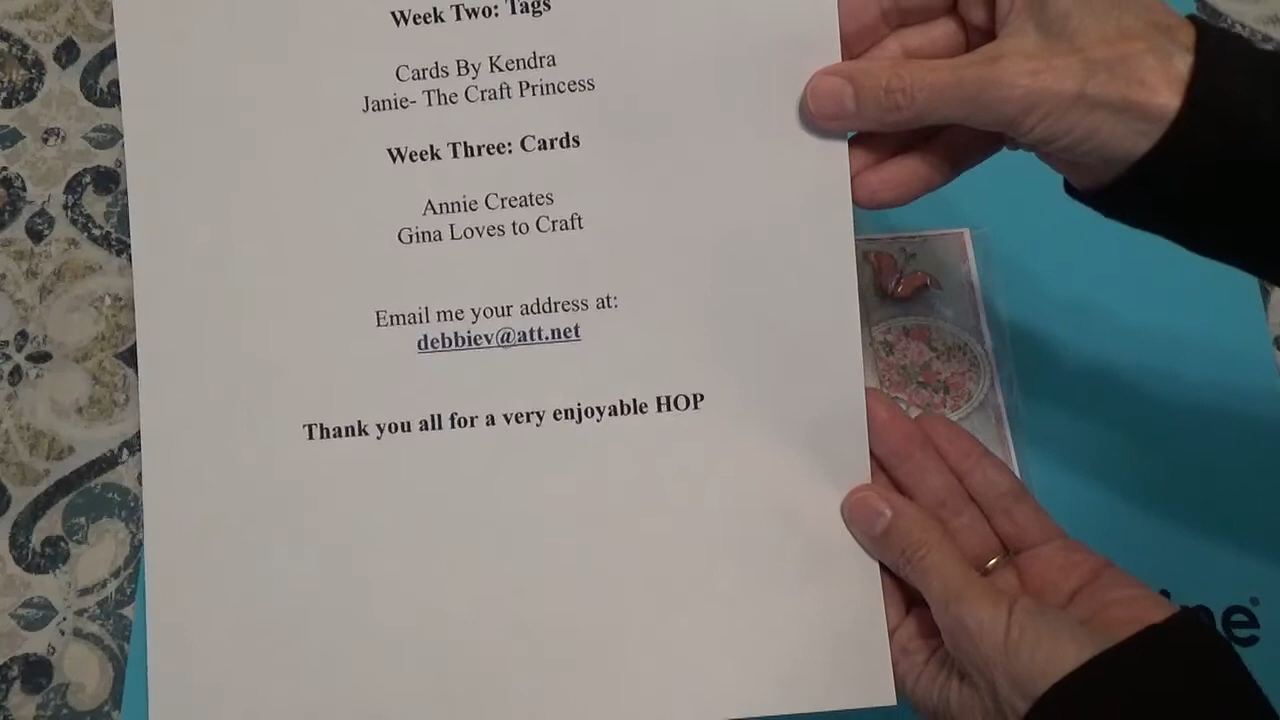 Week Two: Tags
Cards By Kendra
Janie- The Craft Princess
Week Three: Cards
Annie Creates
Gina Loves to Craft
Email me your address at:
debbiev@att.net
Thank you all for a very enjoyable HOP